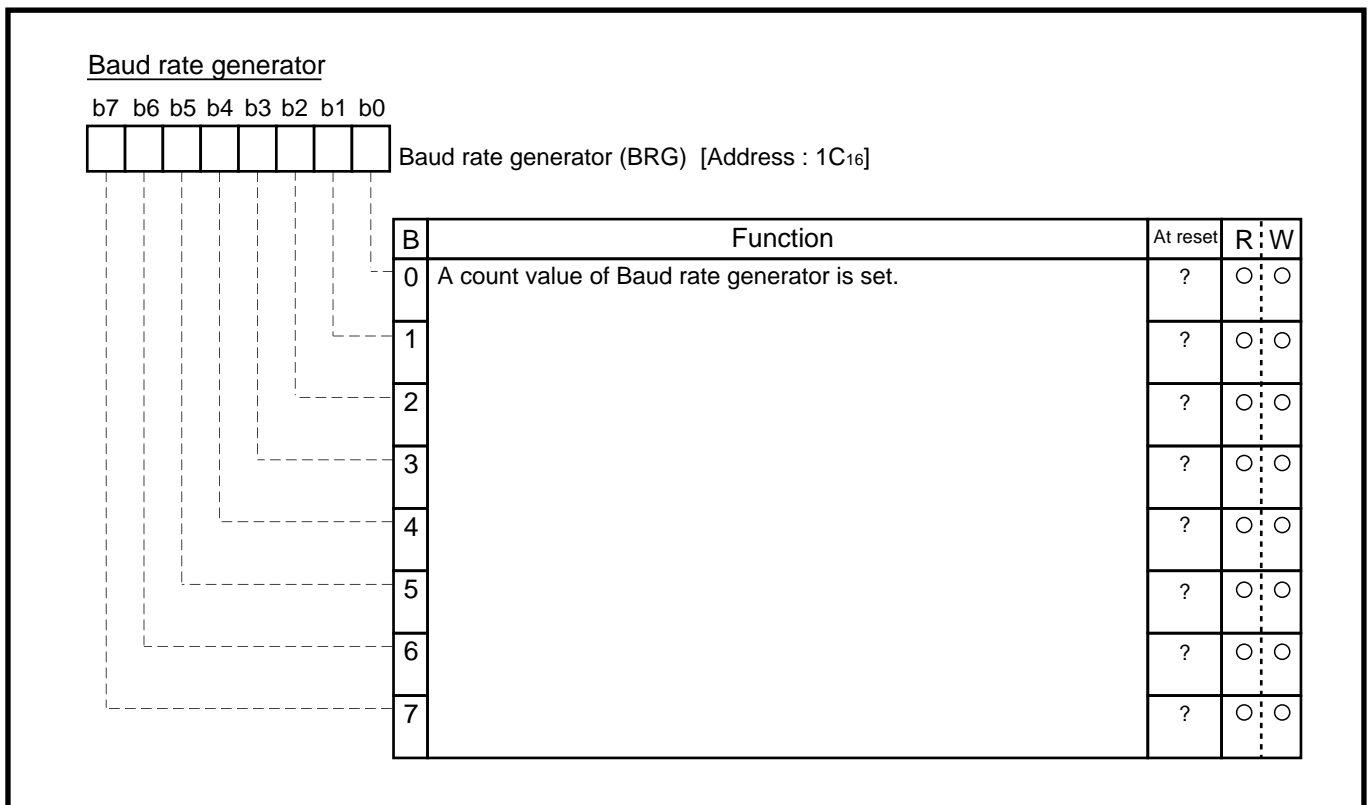 Baud rate generator
b7 b6 b5 b4 b3 b2 b1 b0
Baud rate generator (BRG) [Address : 1C16]
B Function At reset R W
0 A count value of Baud rate generator is set. ? ○ ○
1 ? ○ ○
2 ? ○ ○
3 ? ○ ○
4 ? ○ ○
5 ? ○ ○
6 ? ○ ○
7 ? ○ ○